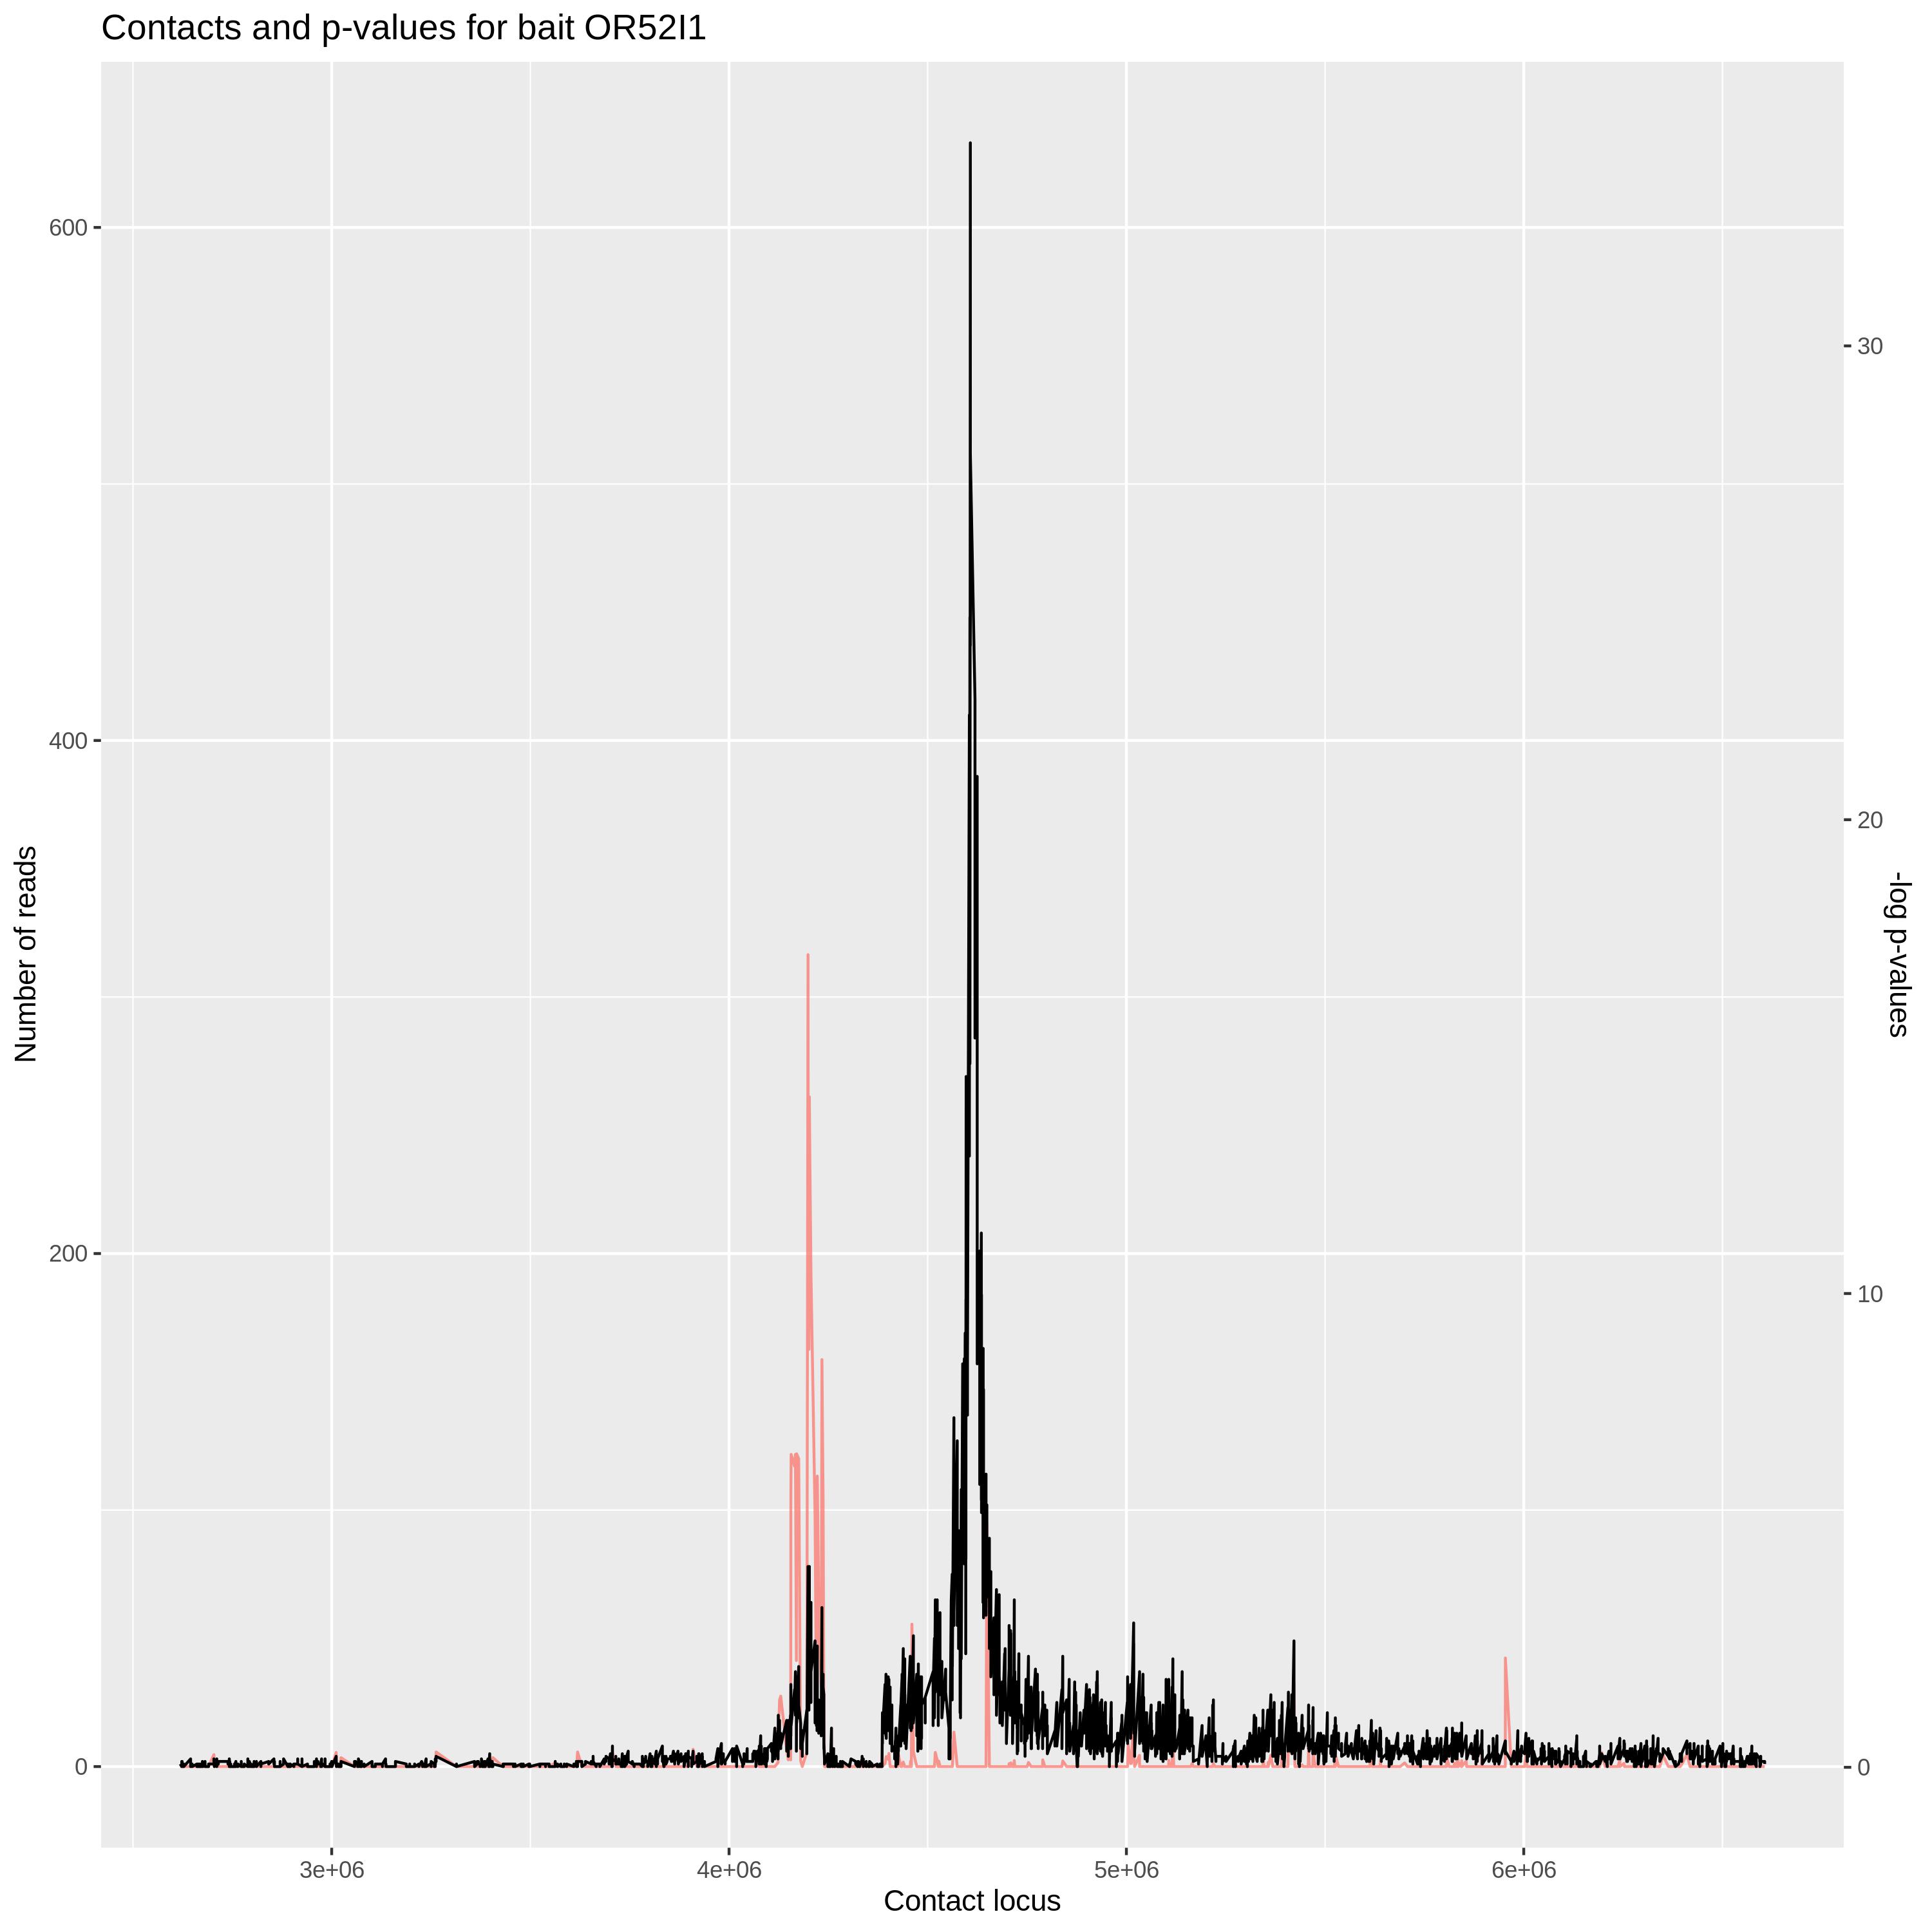 Contacts and p-values for bait OR52I1
600
400
200
0
Number of reads
30
20
10
0
-log p-values
3e+06
4e+06
5e+06
6e+06
Contact locus